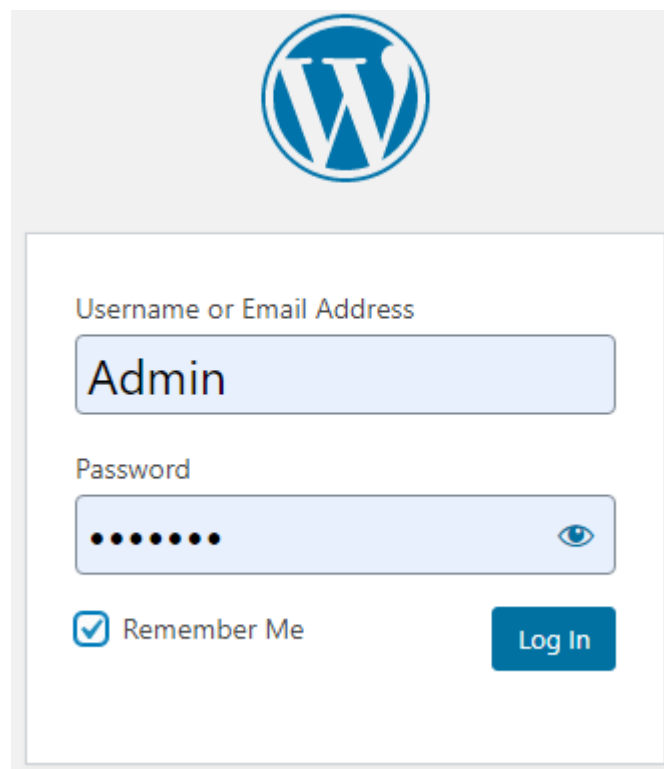 Username or Email Address
Admin
Password
•••••••
Remember Me
Log In